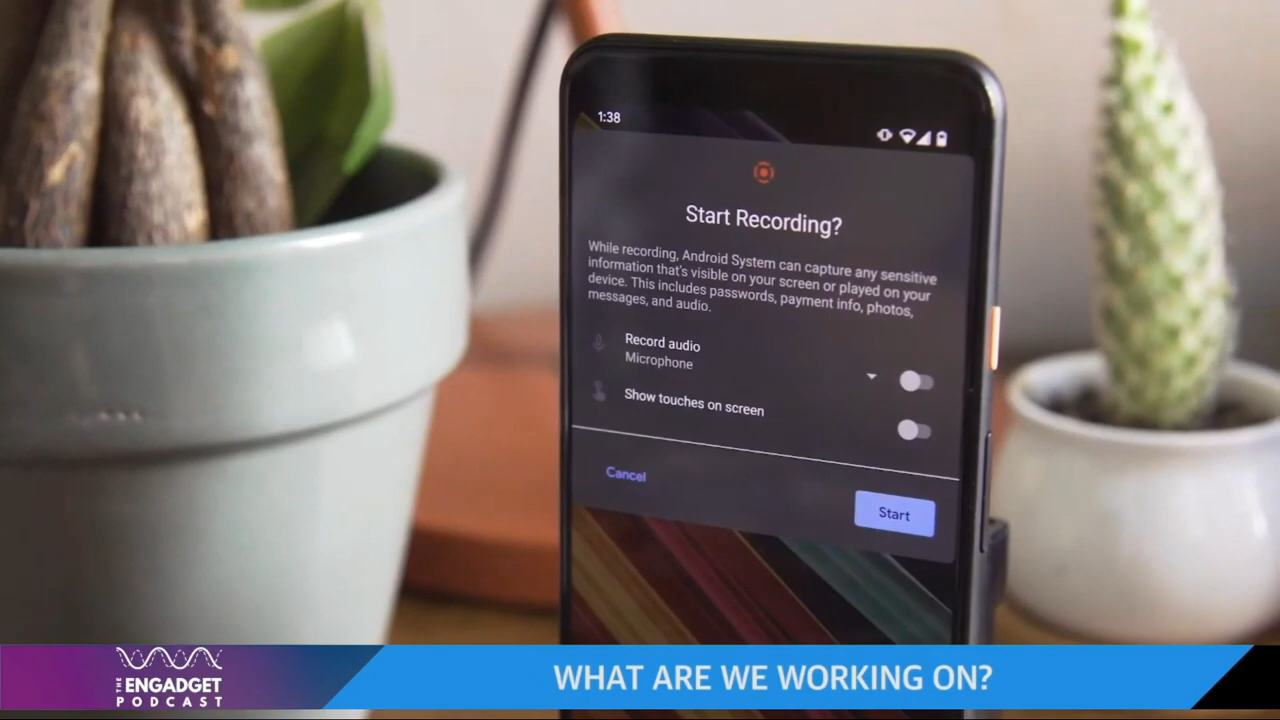 1:38
Start Recording?
While recording, Android System can capture any sensitive
information that's visible on your screen or played on your
device. This includes passwords, payment info, photos,
messages, and audio.
Record audio
Microphone
Show touches on screen
Cancel
Start
THE ENGADGET
PODCAST
WHAT ARE WE WORKING ON?